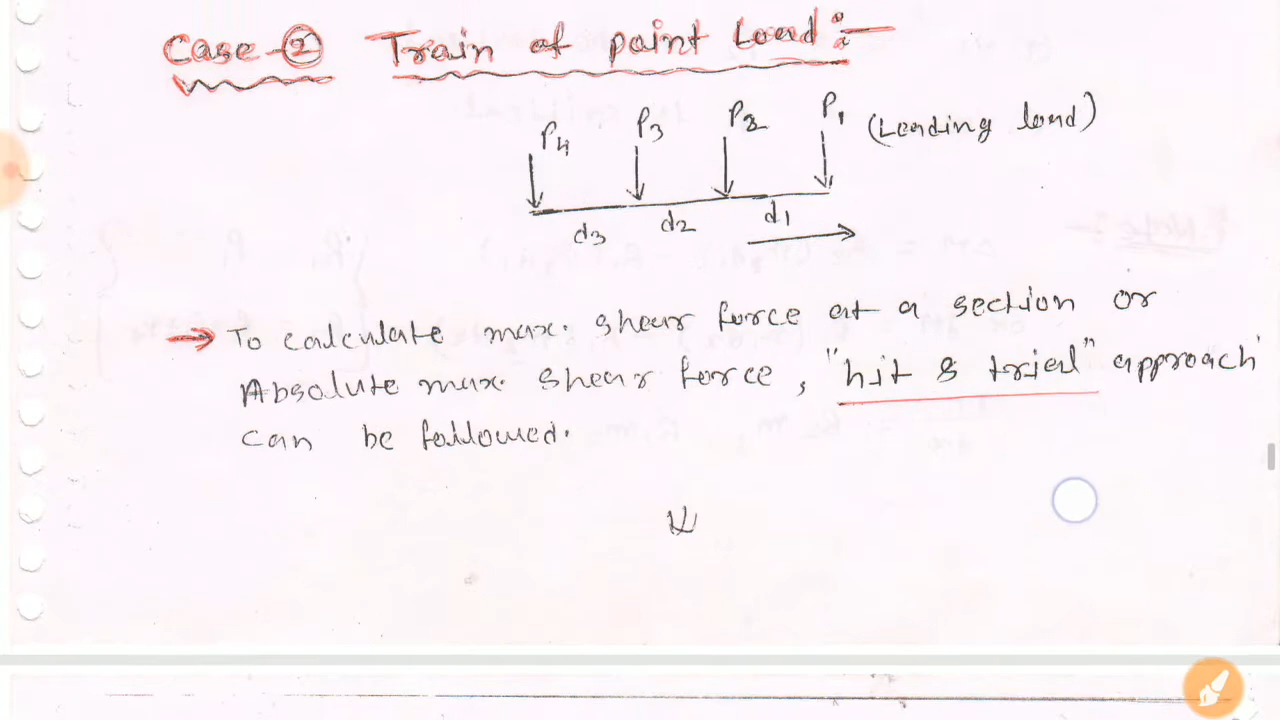 Case-② Train of point Load :-
P4 P3 P2 P1 (Leading load)
d3 d2 d1
→ To calculate max. shear force at a section or
Absolute max. shear force, "hit & trial" approach
can be followed.